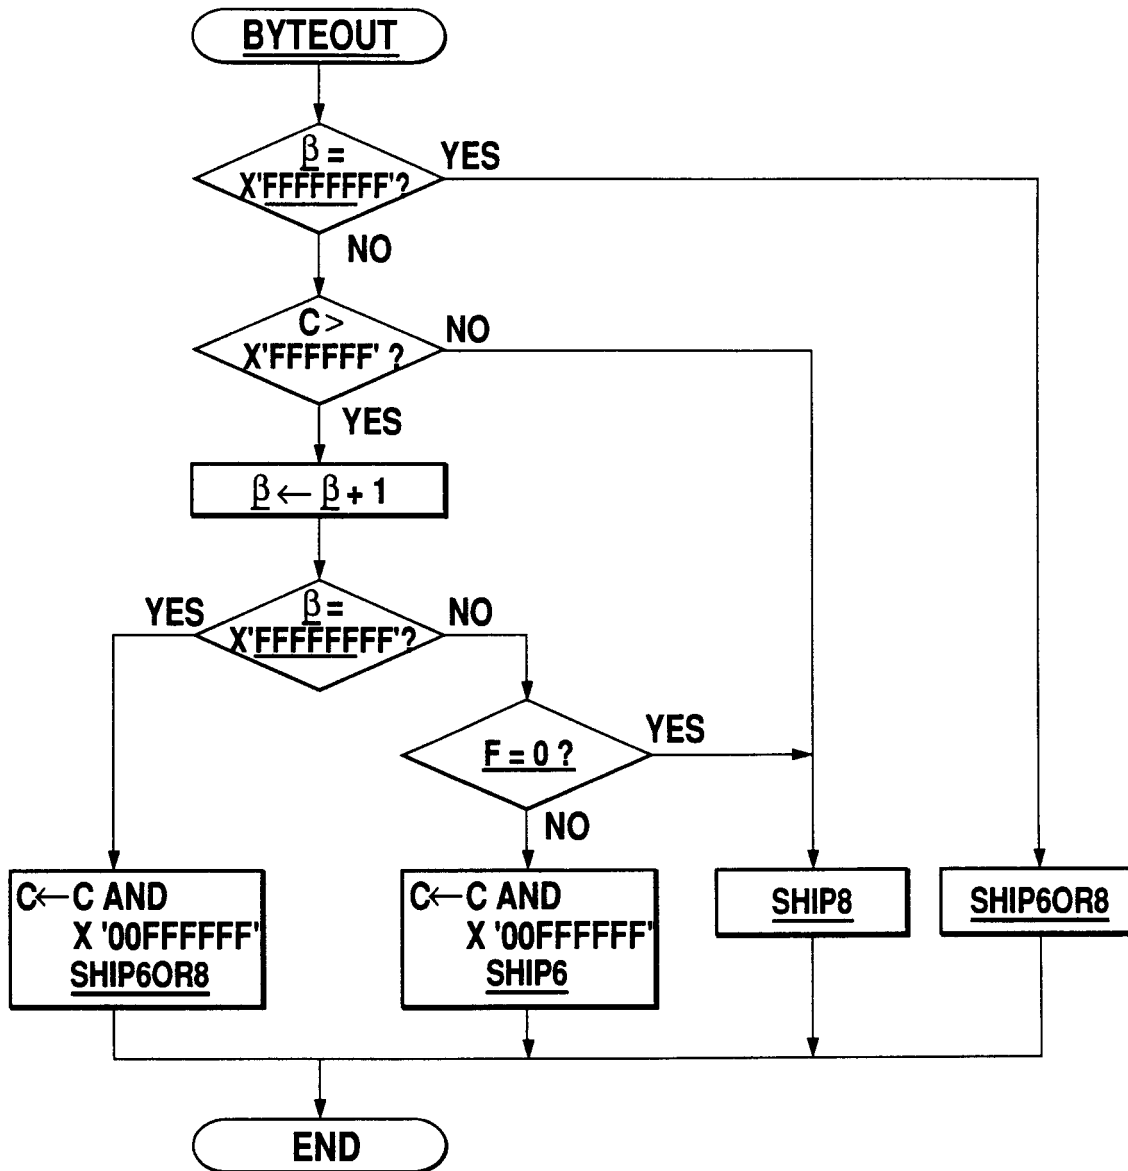 BYTEOUT
β =
X'FFFFFFFF'?
YES
NO
C >
X'FFFFFF' ?
NO
YES
β ← β + 1
YES
β =
X'FFFFFFFF'?
NO
F = 0 ?
YES
NO
C←C AND
X '00FFFFFF'
SHIP6OR8
C←C AND
X '00FFFFFF'
SHIP6
SHIP8
SHIP6OR8
END